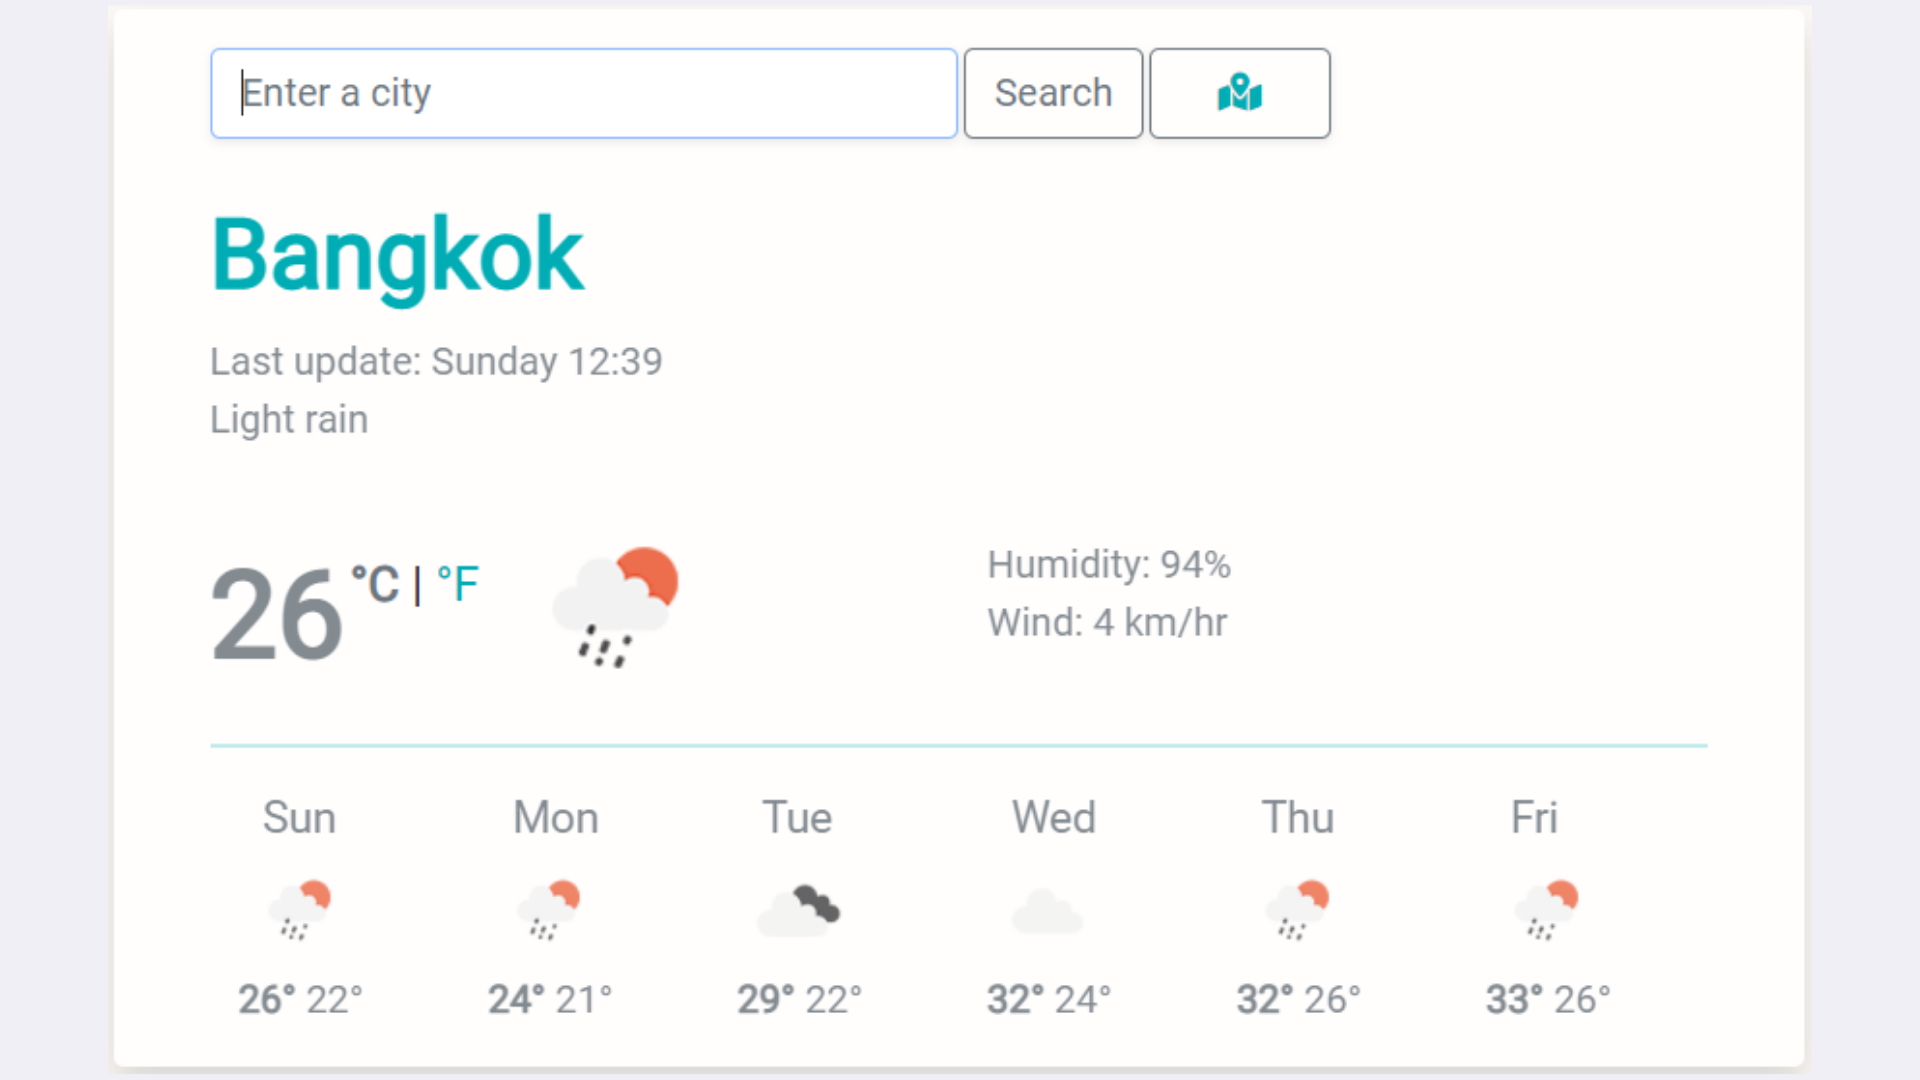 Enter a city Search
Bangkok
Last update: Sunday 12:39
Light rain
26 °C | °F
Humidity: 94%
Wind: 4 km/hr
Sun Mon Tue Wed Thu Fri
26° 22° 24° 21° 29° 22° 32° 24° 32° 26° 33° 26°